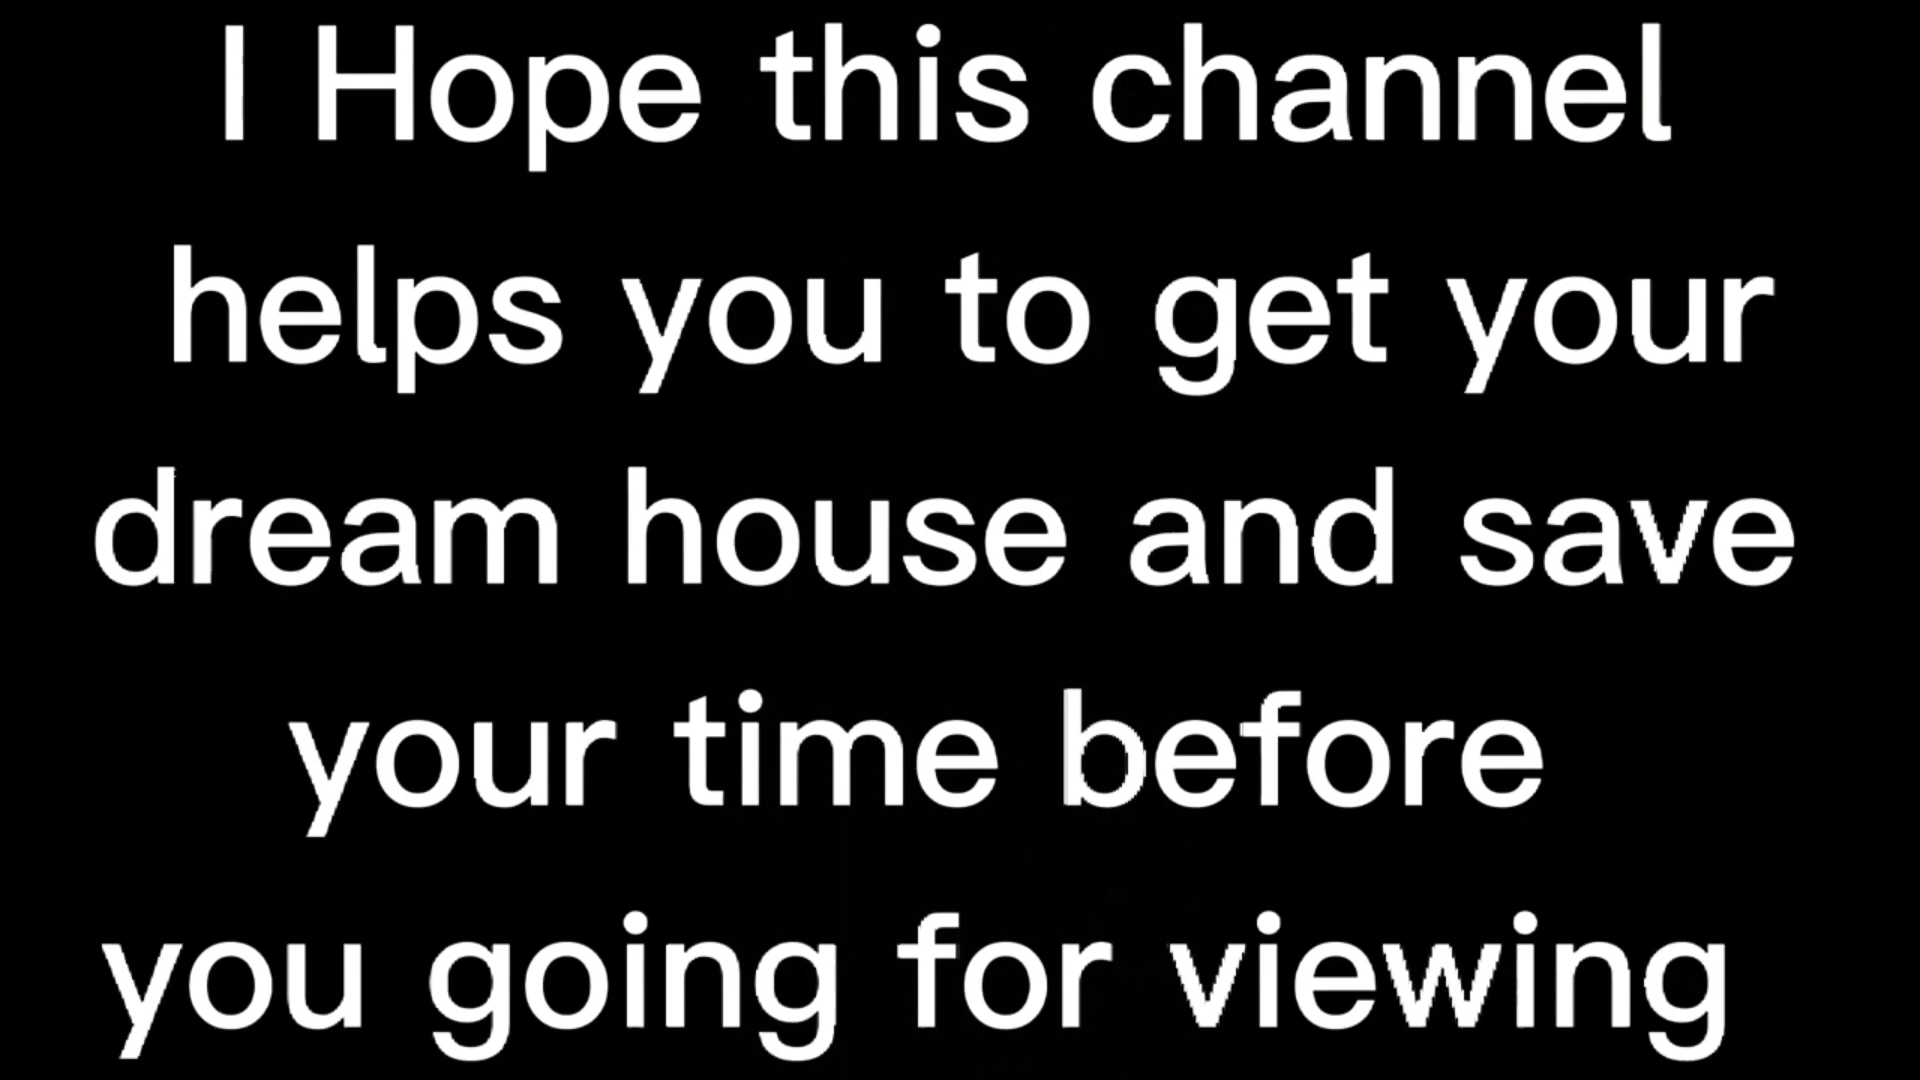 I Hope this channel
helps you to get your
dream house and save
your time before
you going for viewing